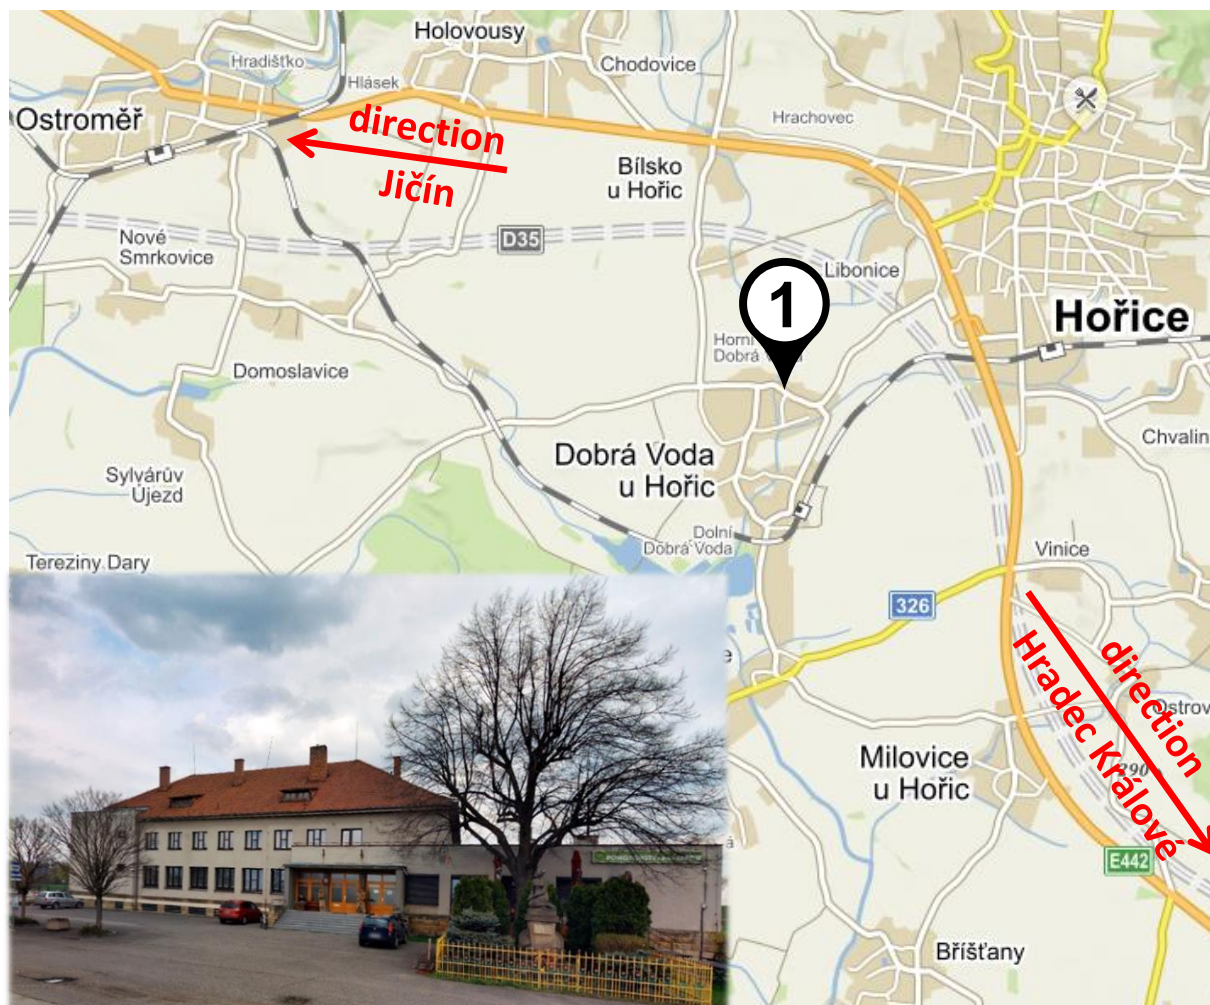 Holovousy
Hradišťko
Chodovice
Hlásek
Ostroměř
direction
Jičín
Hrachovec
Bílsko
u Hořic
D35
Nové
Smrkovice
Libonice
1
Hořice
Horní
Dobrá
Domoslavice
Chvalin
Dobrá Voda
u Hořic
Sylvárův
Újezd
Dolní
Dobrá Voda
Tereziny Dary
Vinice
326
direction
Hradec Králové
Ostrov
290
Milovice
u Hořic
E442
Bříšťany